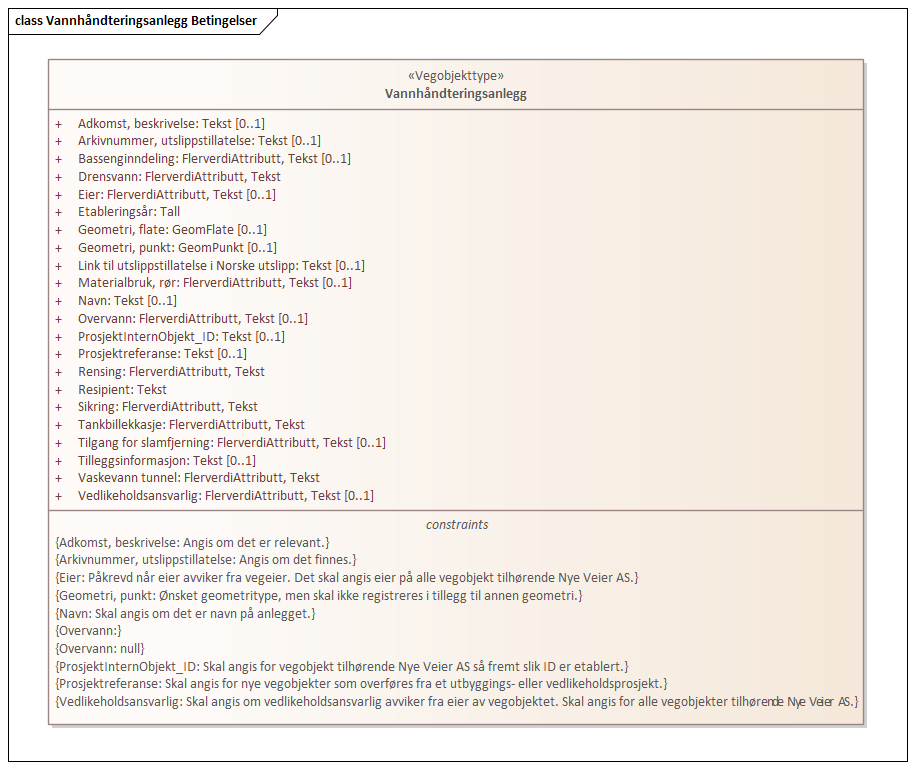 class Vannhåndteringsanlegg Betingelser
«Vegobjekttype»
Vannhåndteringsanlegg
+ Adkomst, beskrivelse: Tekst [0..1]
+ Arkivnummer, utslippstillatelse: Tekst [0..1]
+ Bassenginndeling: FlerverdiAttributt, Tekst [0..1]
+ Drensvann: FlerverdiAttributt, Tekst
+ Eier: FlerverdiAttributt, Tekst [0..1]
+ Etableringsår: Tall
+ Geometri, flate: GeomFlate [0..1]
+ Geometri, punkt: GeomPunkt [0..1]
+ Link til utslippstillatelse i Norske utslipp: Tekst [0..1]
+ Materialbruk, rør: FlerverdiAttributt, Tekst [0..1]
+ Navn: Tekst [0..1]
+ Overvann: FlerverdiAttributt, Tekst [0..1]
+ ProsjektInternObjekt_ID: Tekst [0..1]
+ Prosjektreferanse: Tekst [0..1]
+ Rensing: FlerverdiAttributt, Tekst
+ Resipient: Tekst
+ Sikring: FlerverdiAttributt, Tekst
+ Tankbillekkasje: FlerverdiAttributt, Tekst
+ Tilgang for slamfjerning: FlerverdiAttributt, Tekst [0..1]
+ Tilleggsinformasjon: Tekst [0..1]
+ Vaskevann tunnel: FlerverdiAttributt, Tekst
+ Vedlikeholdsansvarlig: FlerverdiAttributt, Tekst [0..1]
constraints
{Adkomst, beskrivelse: Angis om det er relevant.}
{Arkivnummer, utslippstillatelse: Angis om det finnes.}
{Eier: Påkrevd når eier avviker fra vegeier. Det skal angis eier på alle vegobjekt tilhørende Nye Veier AS.}
{Geometri, punkt: Ønsket geometritype, men skal ikke registreres i tillegg til annen geometri.}
{Navn: Skal angis om det er navn på anlegget.}
{Overvann:}
{Overvann: null}
{ProsjektInternObjekt_ID: Skal angis for vegobjekt tilhørende Nye Veier AS så fremt slik ID er etablert.}
{Prosjektreferanse: Skal angis for nye vegobjekter som overføres fra et utbyggings- eller vedlikeholdsprosjekt.}
{Vedlikeholdsansvarlig: Skal angis om vedlikeholdsansvarlig avviker fra eier av vegobjektet. Skal angis for alle vegobjekter tilhørende Nye Veier AS.}